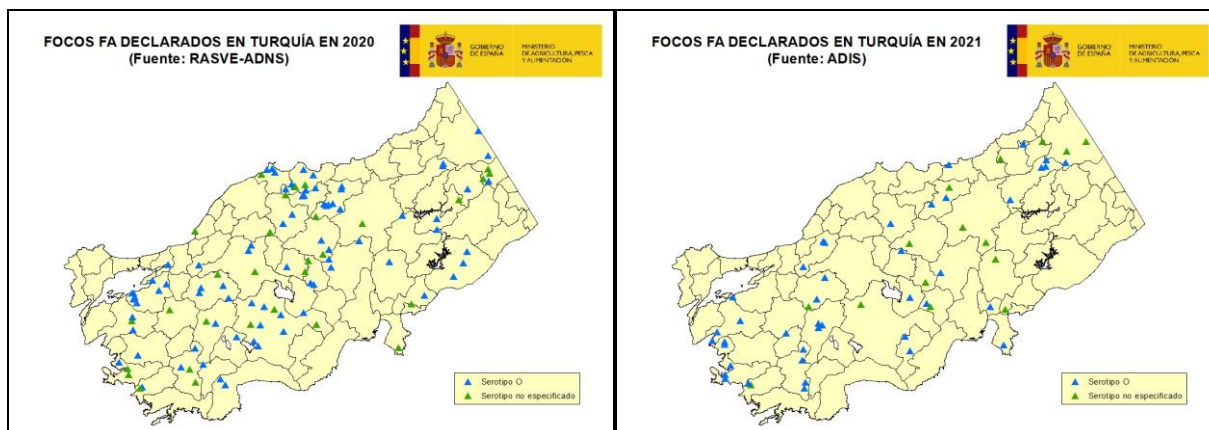 FOCOS FA DECLARADOS EN TURQUÍA EN 2020
(Fuente: RASVE-ADNS)
GOBIERNO
DE ESPAÑA
MINISTERIO
DE AGRICULTURA, PESCA
Y ALIMENTACIÓN
Serotipo O
Serotipo no especificado
FOCOS FA DECLARADOS EN TURQUÍA EN 2021
(Fuente: ADIS)
GOBIERNO
DE ESPAÑA
MINISTERIO
DE AGRICULTURA, PESCA
Y ALIMENTACIÓN
Serotipo O
Serotipo no especificado